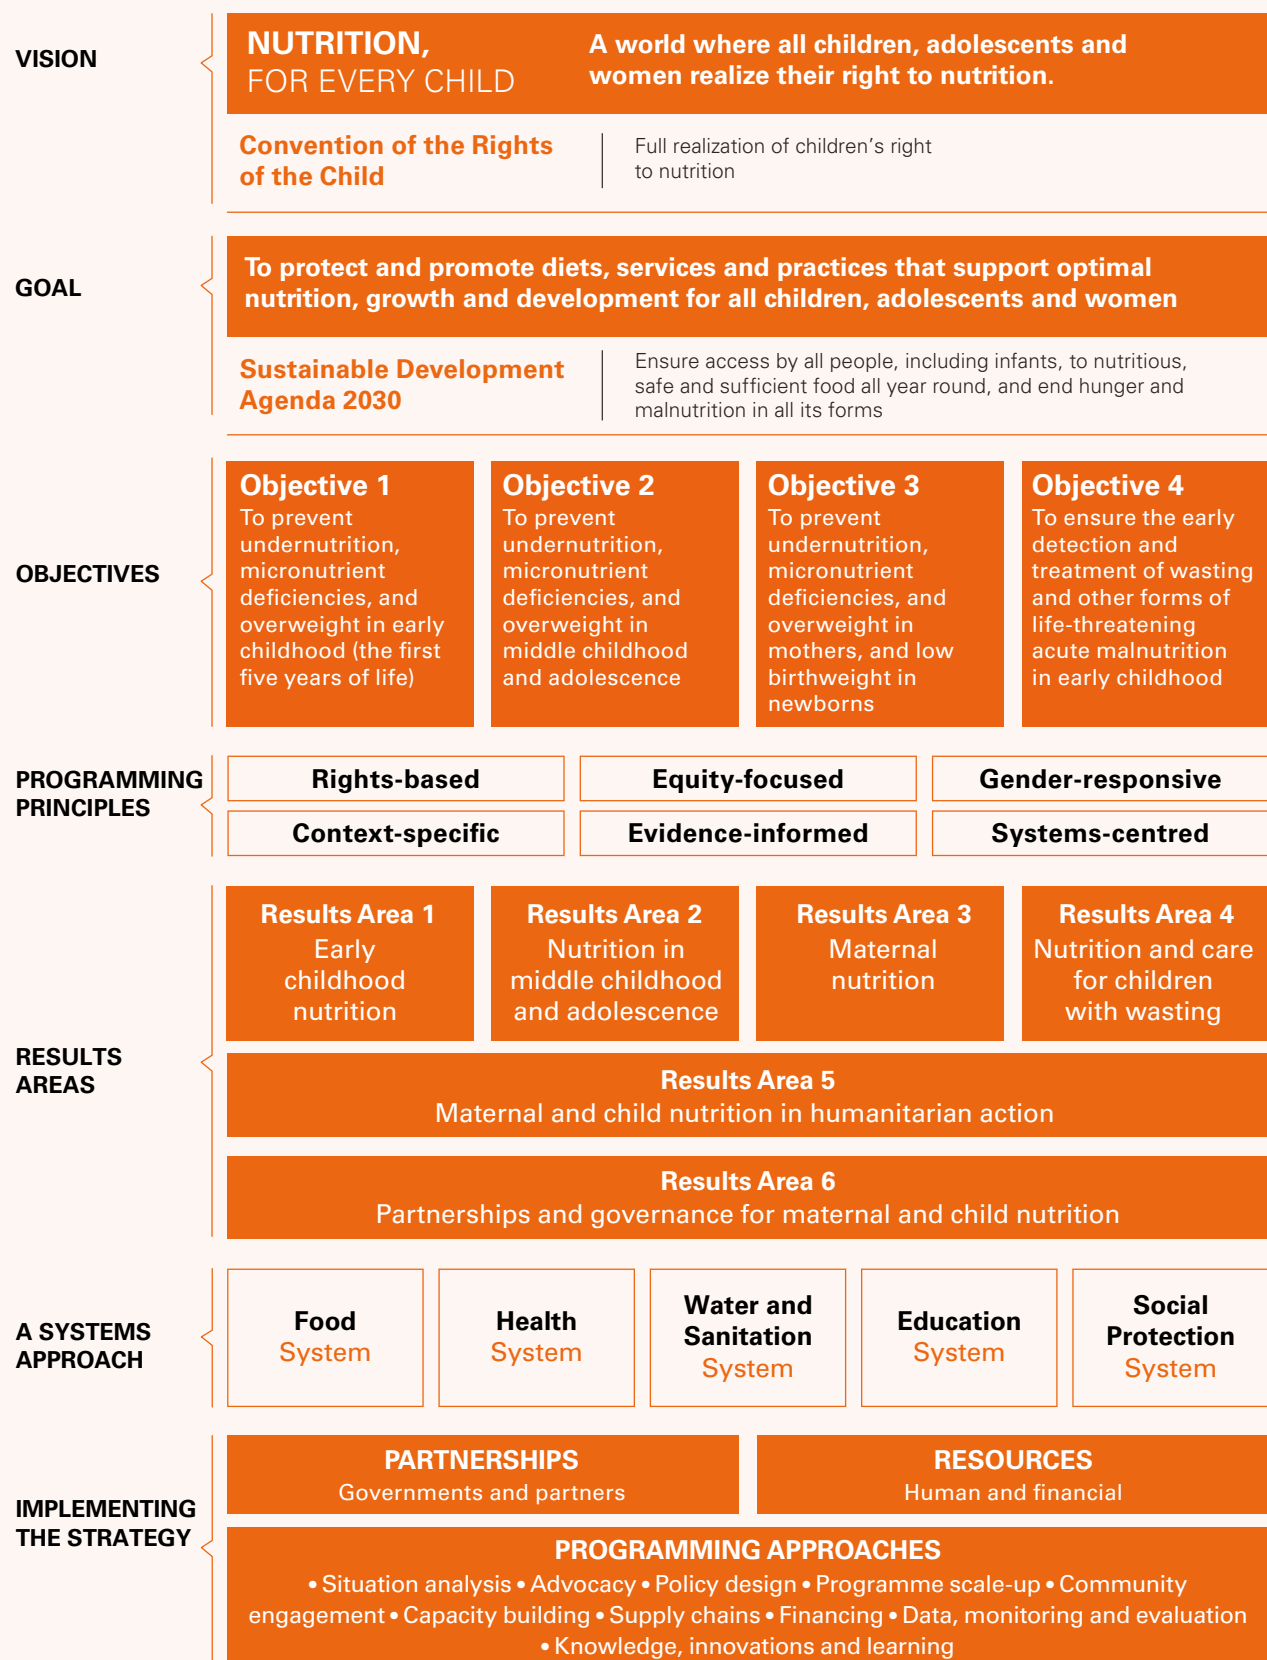 VISION
NUTRITION,
FOR EVERY CHILD
A world where all children, adolescents and
women realize their right to nutrition.
Convention of the Rights
of the Child
Full realization of children’s right
to nutrition
GOAL
To protect and promote diets, services and practices that support optimal
nutrition, growth and development for all children, adolescents and women
Sustainable Development
Agenda 2030
Ensure access by all people, including infants, to nutritious,
safe and sufficient food all year round, and end hunger and
malnutrition in all its forms
OBJECTIVES
Objective 1
To prevent
undernutrition,
micronutrient
deficiencies, and
overweight in early
childhood (the first
five years of life)
Objective 2
To prevent
undernutrition,
micronutrient
deficiencies, and
overweight in
middle childhood
and adolescence
Objective 3
To prevent
undernutrition,
micronutrient
deficiencies, and
overweight in
mothers, and low
birthweight in
newborns
Objective 4
To ensure the early
detection and
treatment of wasting
and other forms of
life-threatening
acute malnutrition
in early childhood
PROGRAMMING
PRINCIPLES
Rights-based
Equity-focused
Gender-responsive
Context-specific
Evidence-informed
Systems-centred
RESULTS
AREAS
Results Area 1
Early
childhood
nutrition
Results Area 2
Nutrition in
middle childhood
and adolescence
Results Area 3
Maternal
nutrition
Results Area 4
Nutrition and care
for children
with wasting
Results Area 5
Maternal and child nutrition in humanitarian action
Results Area 6
Partnerships and governance for maternal and child nutrition
A SYSTEMS
APPROACH
Food
System
Health
System
Water and
Sanitation
System
Education
System
Social
Protection
System
IMPLEMENTING
THE STRATEGY
PARTNERSHIPS
Governments and partners
RESOURCES
Human and financial
PROGRAMMING APPROACHES
• Situation analysis • Advocacy • Policy design • Programme scale-up • Community
engagement • Capacity building • Supply chains • Financing • Data, monitoring and evaluation
• Knowledge, innovations and learning